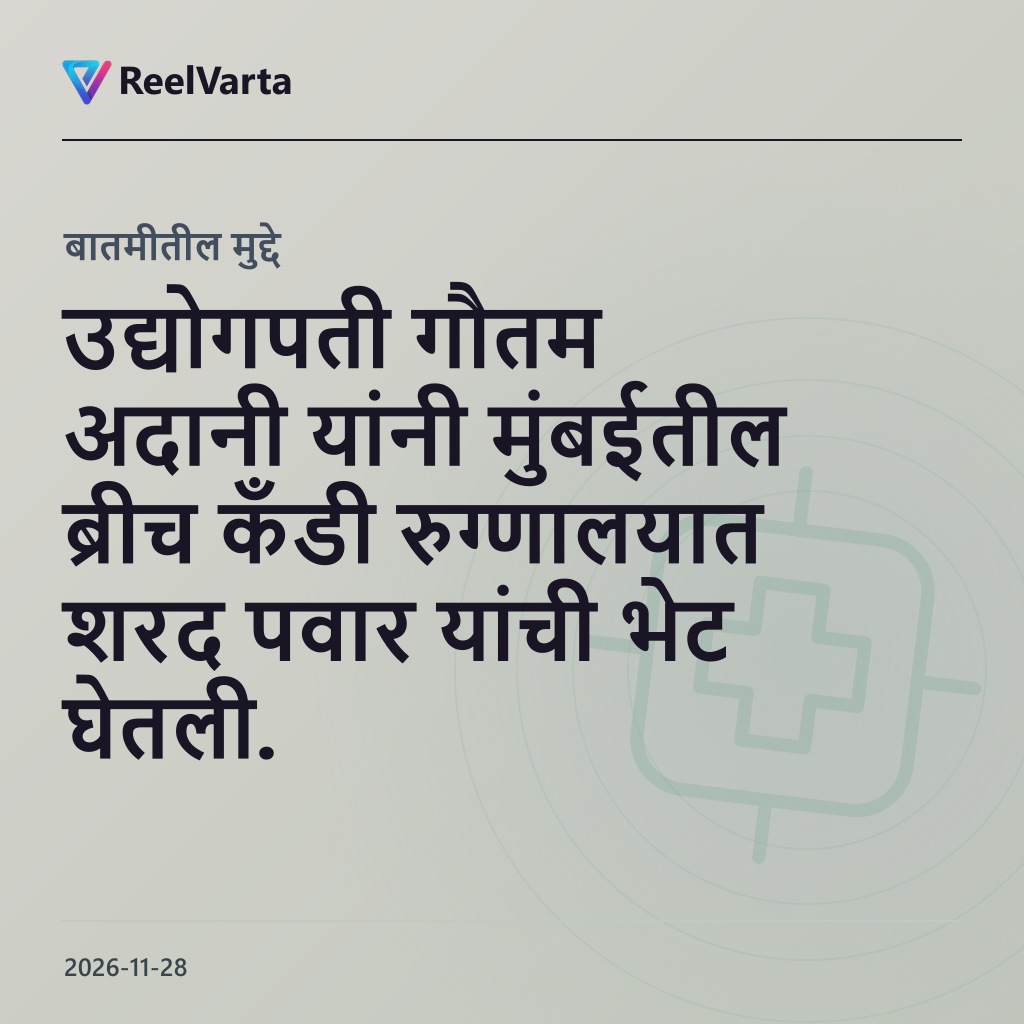 ReelVarta
बातमीतील मुद्दे
उद्योगपती गौतम
अदानी यांनी मुंबईतील
ब्रीच कँडी रुग्णालयात
शरद पवार यांची भेट
घेतली.
2026-11-28